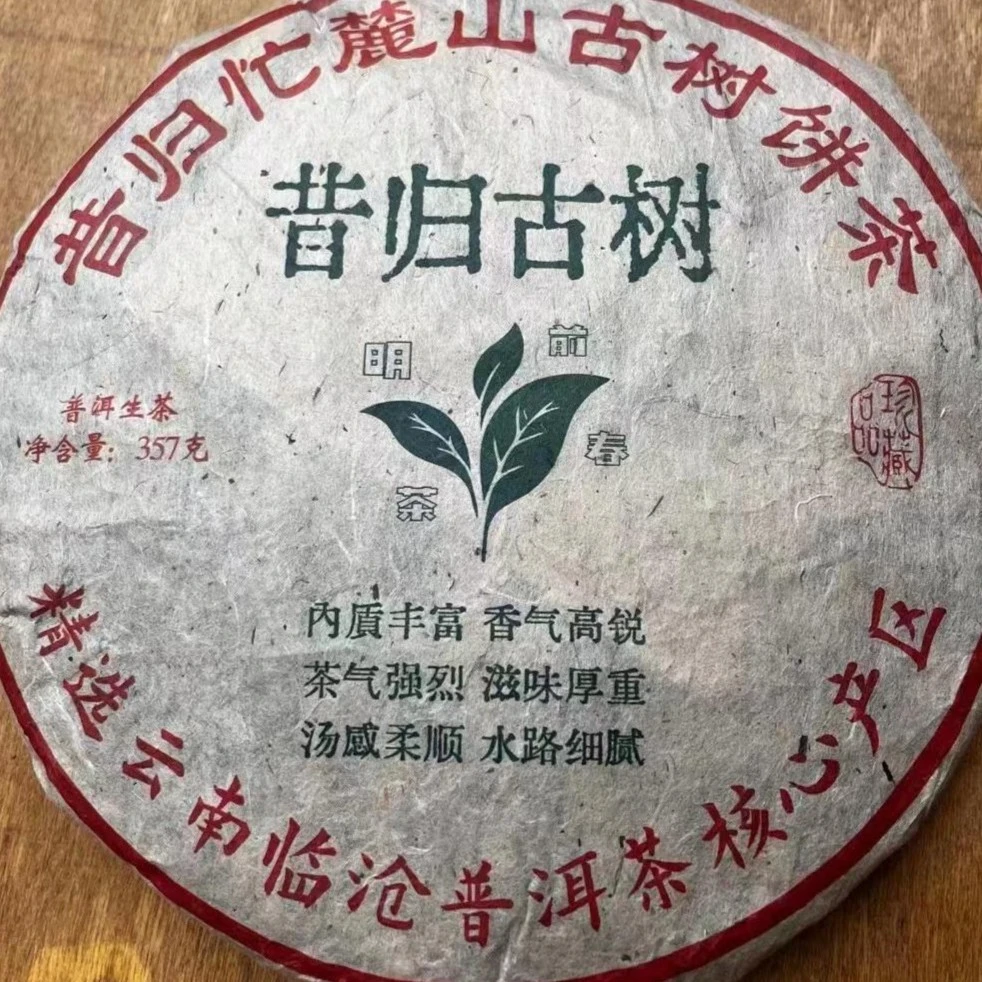 昔归忙麓山古树饼茶
昔归古树
明前春茶
普洱生茶
净含量：357克
珍藏品
内质丰富 香气高锐
茶气强烈 滋味厚重
汤感柔顺 水路细腻
精选云南临沧普洱茶核心产区